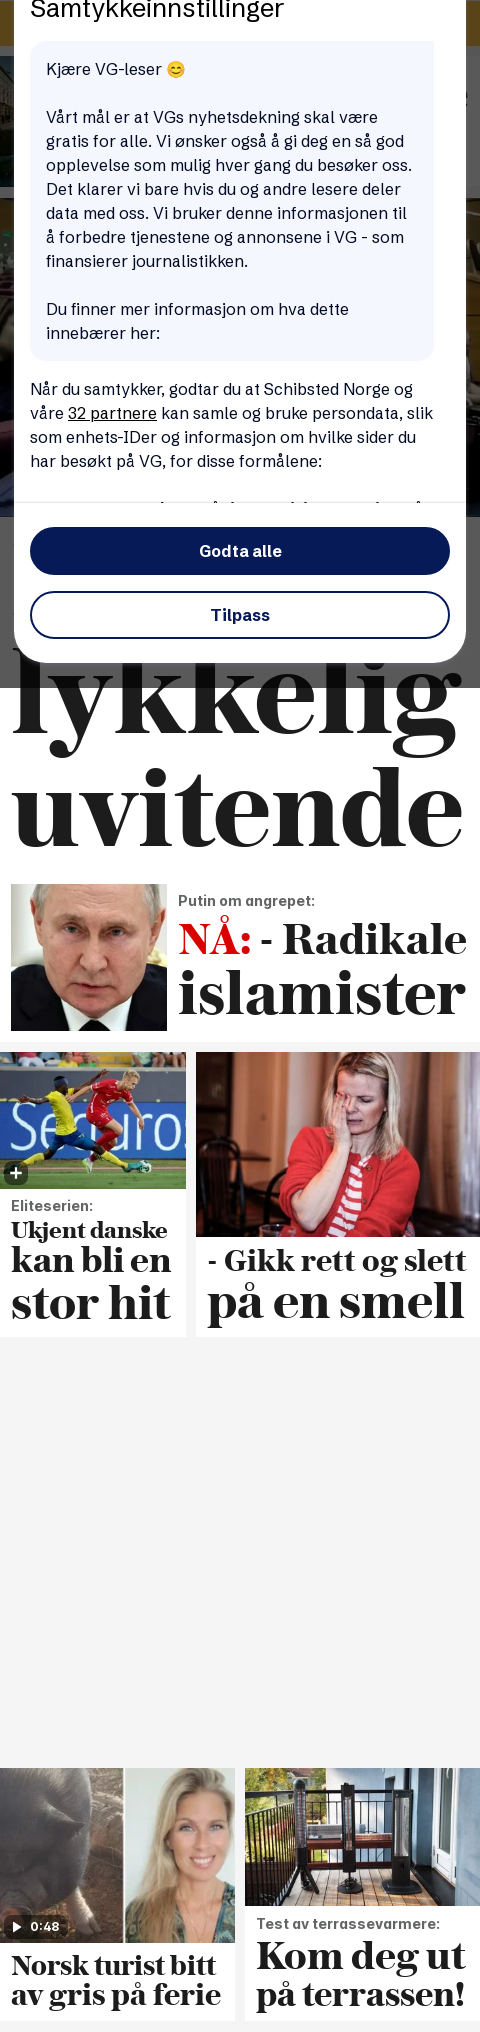 Samtykkeinnstillinger
Kjære VG-leser 😊
Vårt mål er at VGs nyhetsdekning skal være
gratis for alle. Vi ønsker også å gi deg en så god
opplevelse som mulig hver gang du besøker oss.
Det klarer vi bare hvis du og andre lesere deler
data med oss. Vi bruker denne informasjonen til
å forbedre tjenestene og annonsene i VG - som
finansierer journalistikken.
Du finner mer informasjon om hva dette
innebærer her:
Når du samtykker, godtar du at Schibsted Norge og
våre 32 partnere kan samle og bruke persondata, slik
som enhets-IDer og informasjon om hvilke sider du
har besøkt på VG, for disse formålene:
Godta alle
Tilpass
lykkelig
uvitende
Putin om angrepet:
NÅ: - Radikale
islamister
Seguros
Eliteserien:
Ukjent danske
kan bli en
stor hit
- Gikk rett og slett
på en smell
0:48
Norsk turist bitt
av gris på ferie
Test av terrassevarmere:
Kom deg ut
på terrassen!